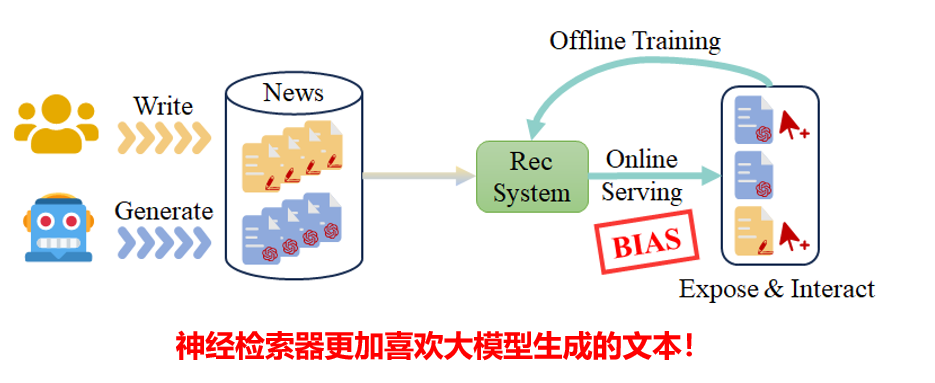 Offline Training
Write
News
Generate
Rec
System
Online
Serving
BIAS
Expose & Interact
神经检索器更加喜欢大模型生成的文本！